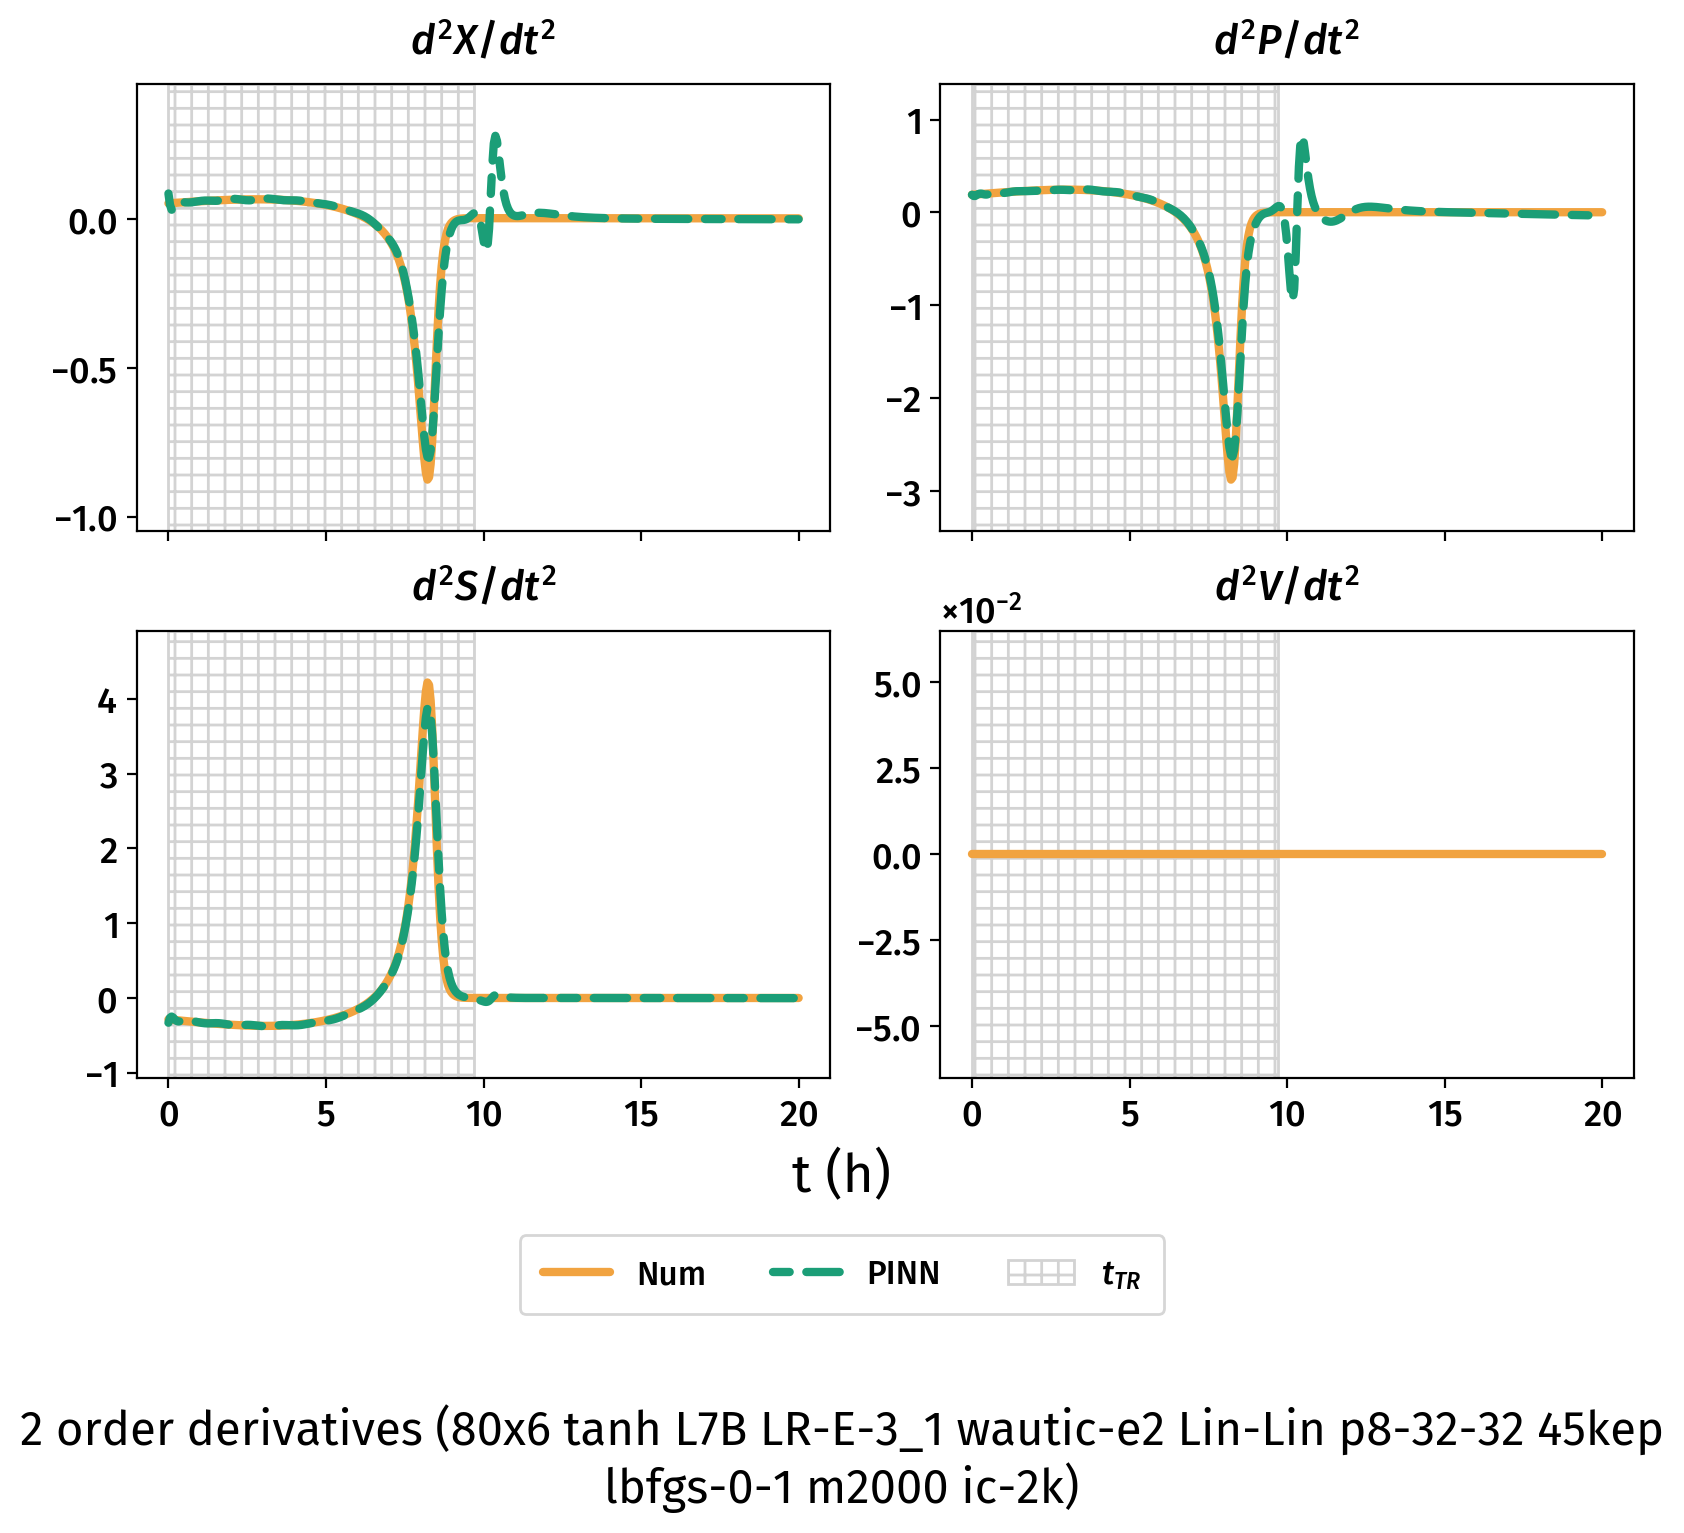 d²X/dt²
d²P/dt²
0.0
−0.5
−1.0
1
0
−1
−2
−3
d²S/dt²
d²V/dt²
×10⁻²
4
3
2
1
0
−1
5.0
2.5
0.0
−2.5
−5.0
0 5 10 15 20
0 5 10 15 20
t (h)
Num PINN t_TR
2 order derivatives (80x6 tanh L7B LR-E-3_1 wautic-e2 Lin-Lin p8-32-32 45kep
lbfgs-0-1 m2000 ic-2k)